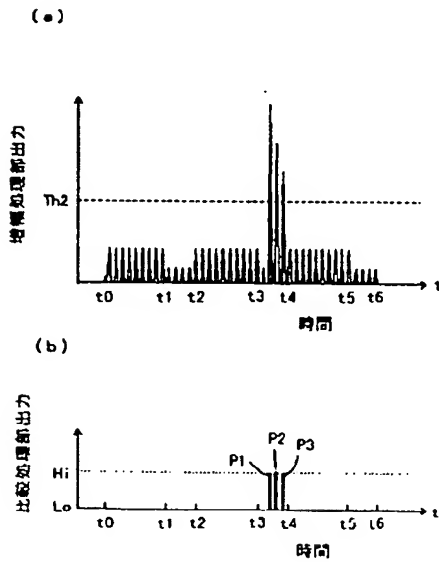 (a)
増幅処理部出力
Th2
t0 t1 t2 t3 t4 t5 t6 t
時間
(b)
比較処理部出力
P1 P2 P3
Hi
Lo
t0 t1 t2 t3 t4 t5 t6 t
時間